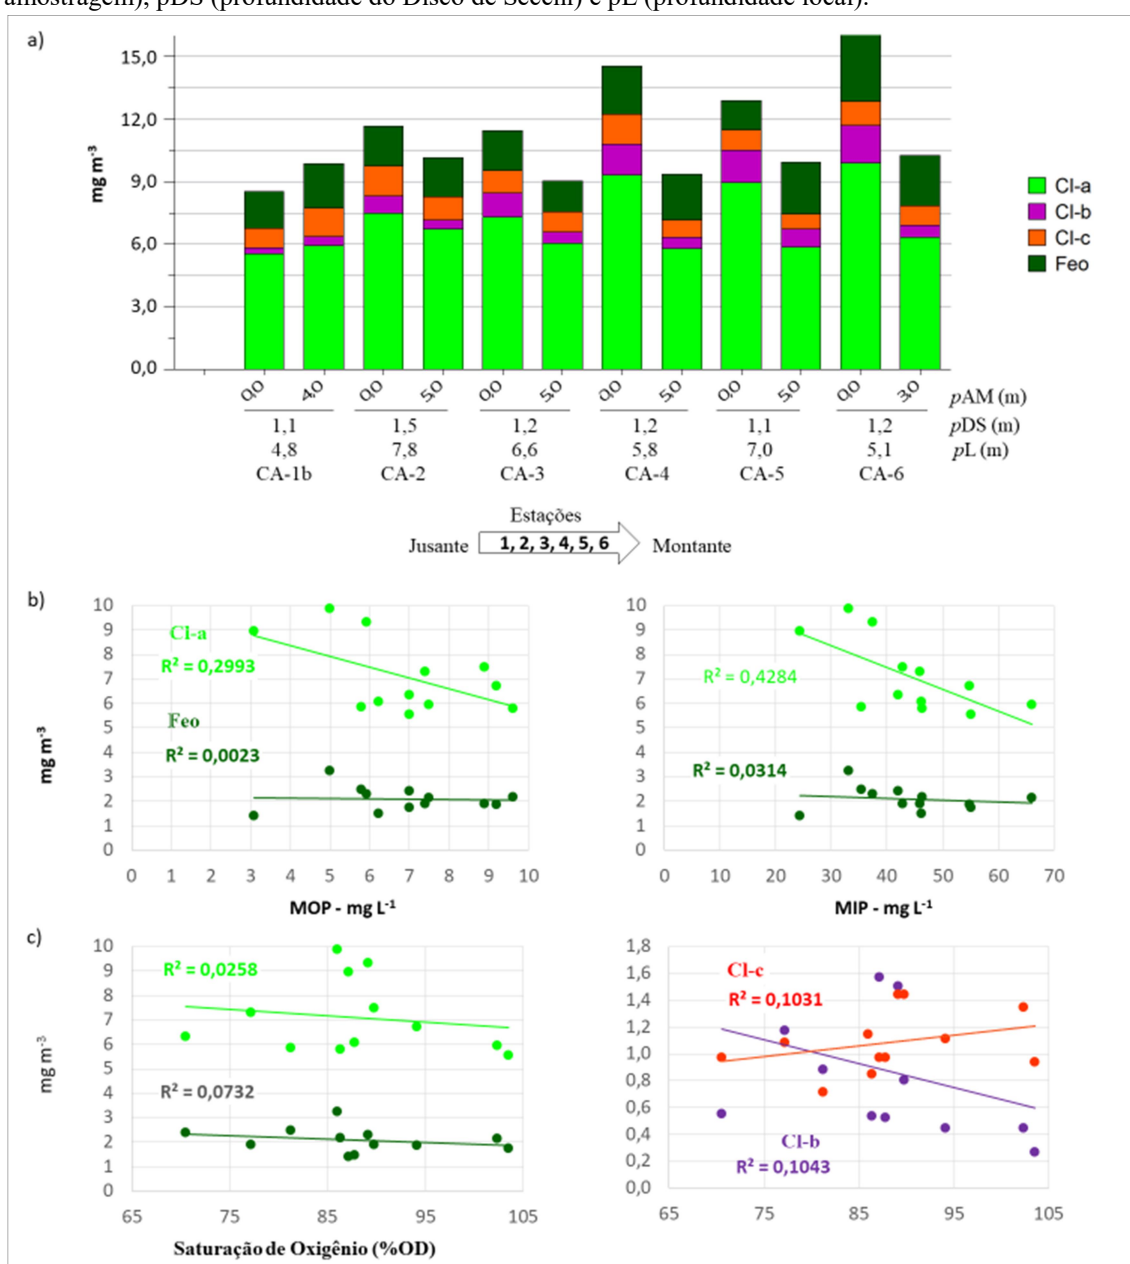 amostragem), pDS (profundidade do Disco de Secchi) e pL (profundidade local).
a)
15,0
12,0
9,0
6,0
3,0
0,0
mg m⁻³
Cl-a
Cl-b
Cl-c
Feo
0,0 4,0 0,0 5,0 0,0 5,0 0,0 5,0 0,0 5,0 0,0 3,0 pAM (m)
1,1 1,5 1,2 1,2 1,1 1,2 pDS (m)
4,8 7,8 6,6 5,8 7,0 5,1 pL (m)
CA-1b CA-2 CA-3 CA-4 CA-5 CA-6
Estações
Jusante 1, 2, 3, 4, 5, 6 Montante
b)
10
9
8
7
6
5
4
3
2
1
0
mg m⁻³
Cl-a
R² = 0,2993
Feo
R² = 0,0023
0 1 2 3 4 5 6 7 8 9 10
MOP - mg L⁻¹
10
9
8
7
6
5
4
3
2
1
0
R² = 0,4284
R² = 0,0314
0 10 20 30 40 50 60 70
MIP - mg L⁻¹
c)
10
9
8
7
6
5
4
3
2
1
0
mg m⁻³
R² = 0,0258
R² = 0,0732
65 75 85 95 105
Saturação de Oxigênio (%OD)
1,8
1,6
1,4
1,2
1,0
0,8
0,6
0,4
0,2
0,0
Cl-c
R² = 0,1031
Cl-b
R² = 0,1043
65 75 85 95 105